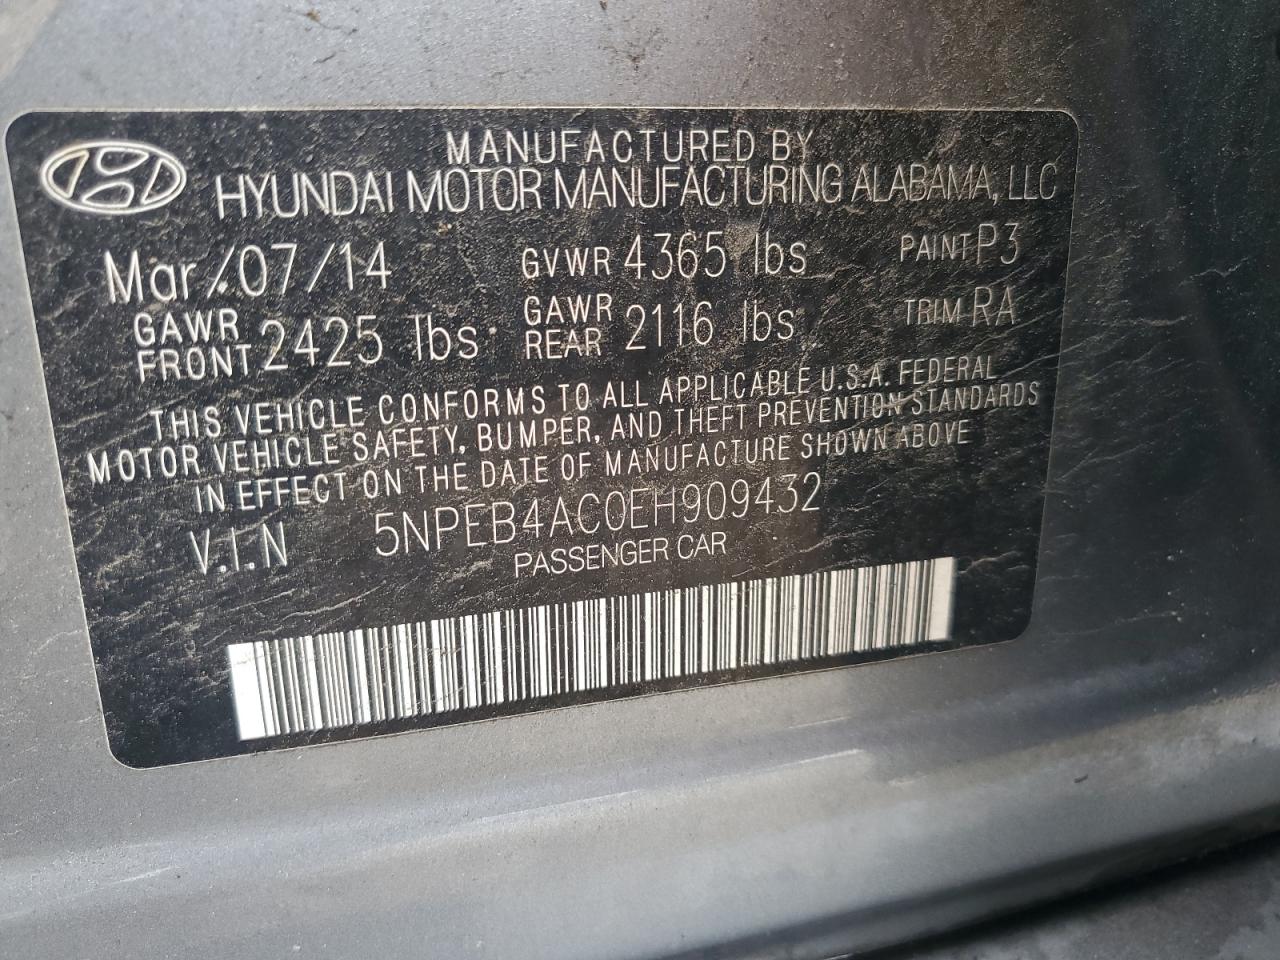 MANUFACTURED BY
HYUNDAI MOTOR MANUFACTURING ALABAMA, LLC
Mar/.07/14 GVWR 4365 lbs PAINT P3
GAWR FRONT 2425 lbs GAWR REAR 2116 lbs TRIM RA
THIS VEHICLE CONFORMS TO ALL APPLICABLE U.S.A. FEDERAL
MOTOR VEHICLE SAFETY, BUMPER, AND THEFT PREVENTION STANDARDS
IN EFFECT ON THE DATE OF MANUFACTURE SHOWN ABOVE
V.I.N 5NPEB4AC0EH909432
PASSENGER CAR